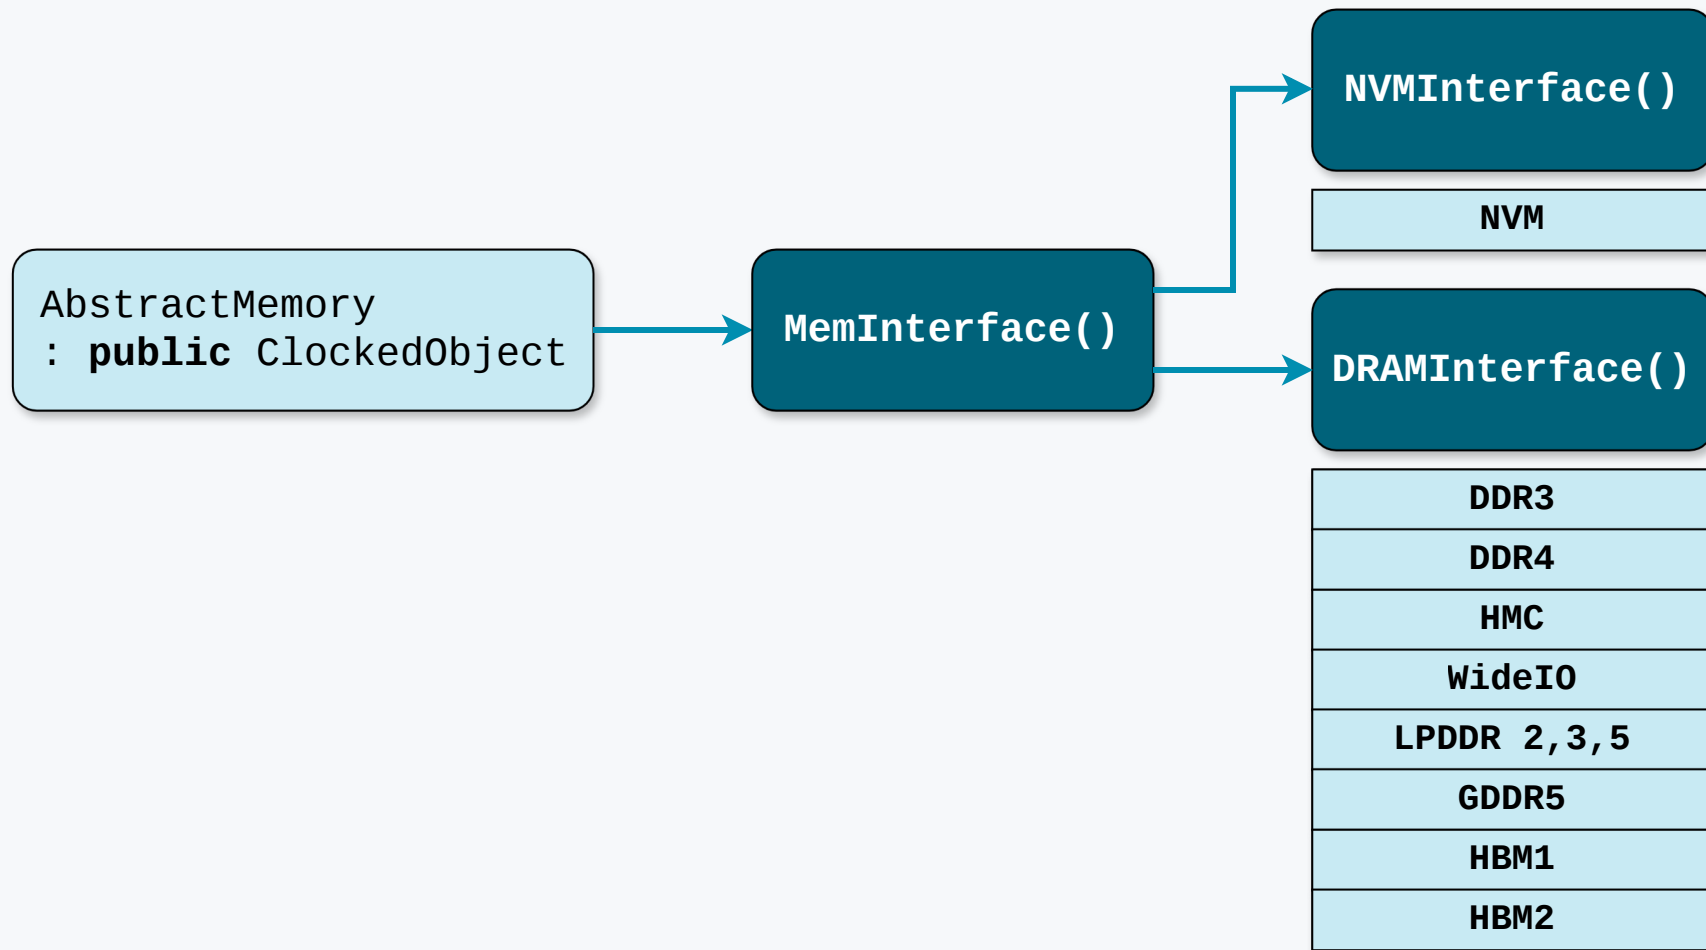 AbstractMemory
: public ClockedObject
MemInterface()
NVMInterface()
NVM
DRAMInterface()
DDR3
DDR4
HMC
WideIO
LPDDR 2,3,5
GDDR5
HBM1
HBM2